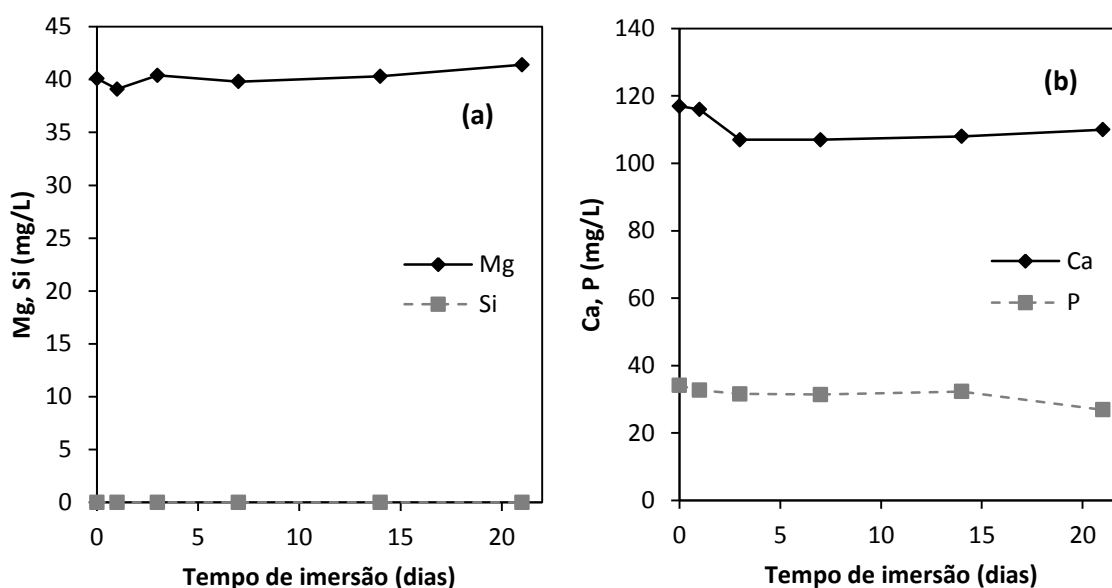 45
40
35
30
25
20
15
10
5
0
0 5 10 15 20
Mg, Si (mg/L)
Tempo de imersão (dias)
(a)
Mg
Si
140
120
100
80
60
40
20
0
0 5 10 15 20
Ca, P (mg/L)
Tempo de imersão (dias)
(b)
Ca
P